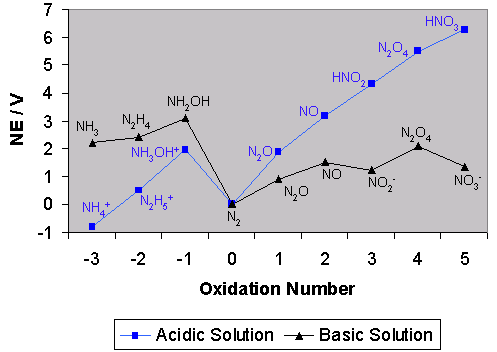 7
6
5
4
3
2
1
0
-1
NE / V
HNO₃
N₂O₄
HNO₂
NO
N₂O
NH₂OH
N₂H₄
NH₃
NH₃OH⁺
N₂H₅⁺
NH₄⁺
N₂
N₂O
NO
NO₂⁻
N₂O₄
NO₃⁻
-3 -2 -1 0 1 2 3 4 5
Oxidation Number
Acidic Solution Basic Solution